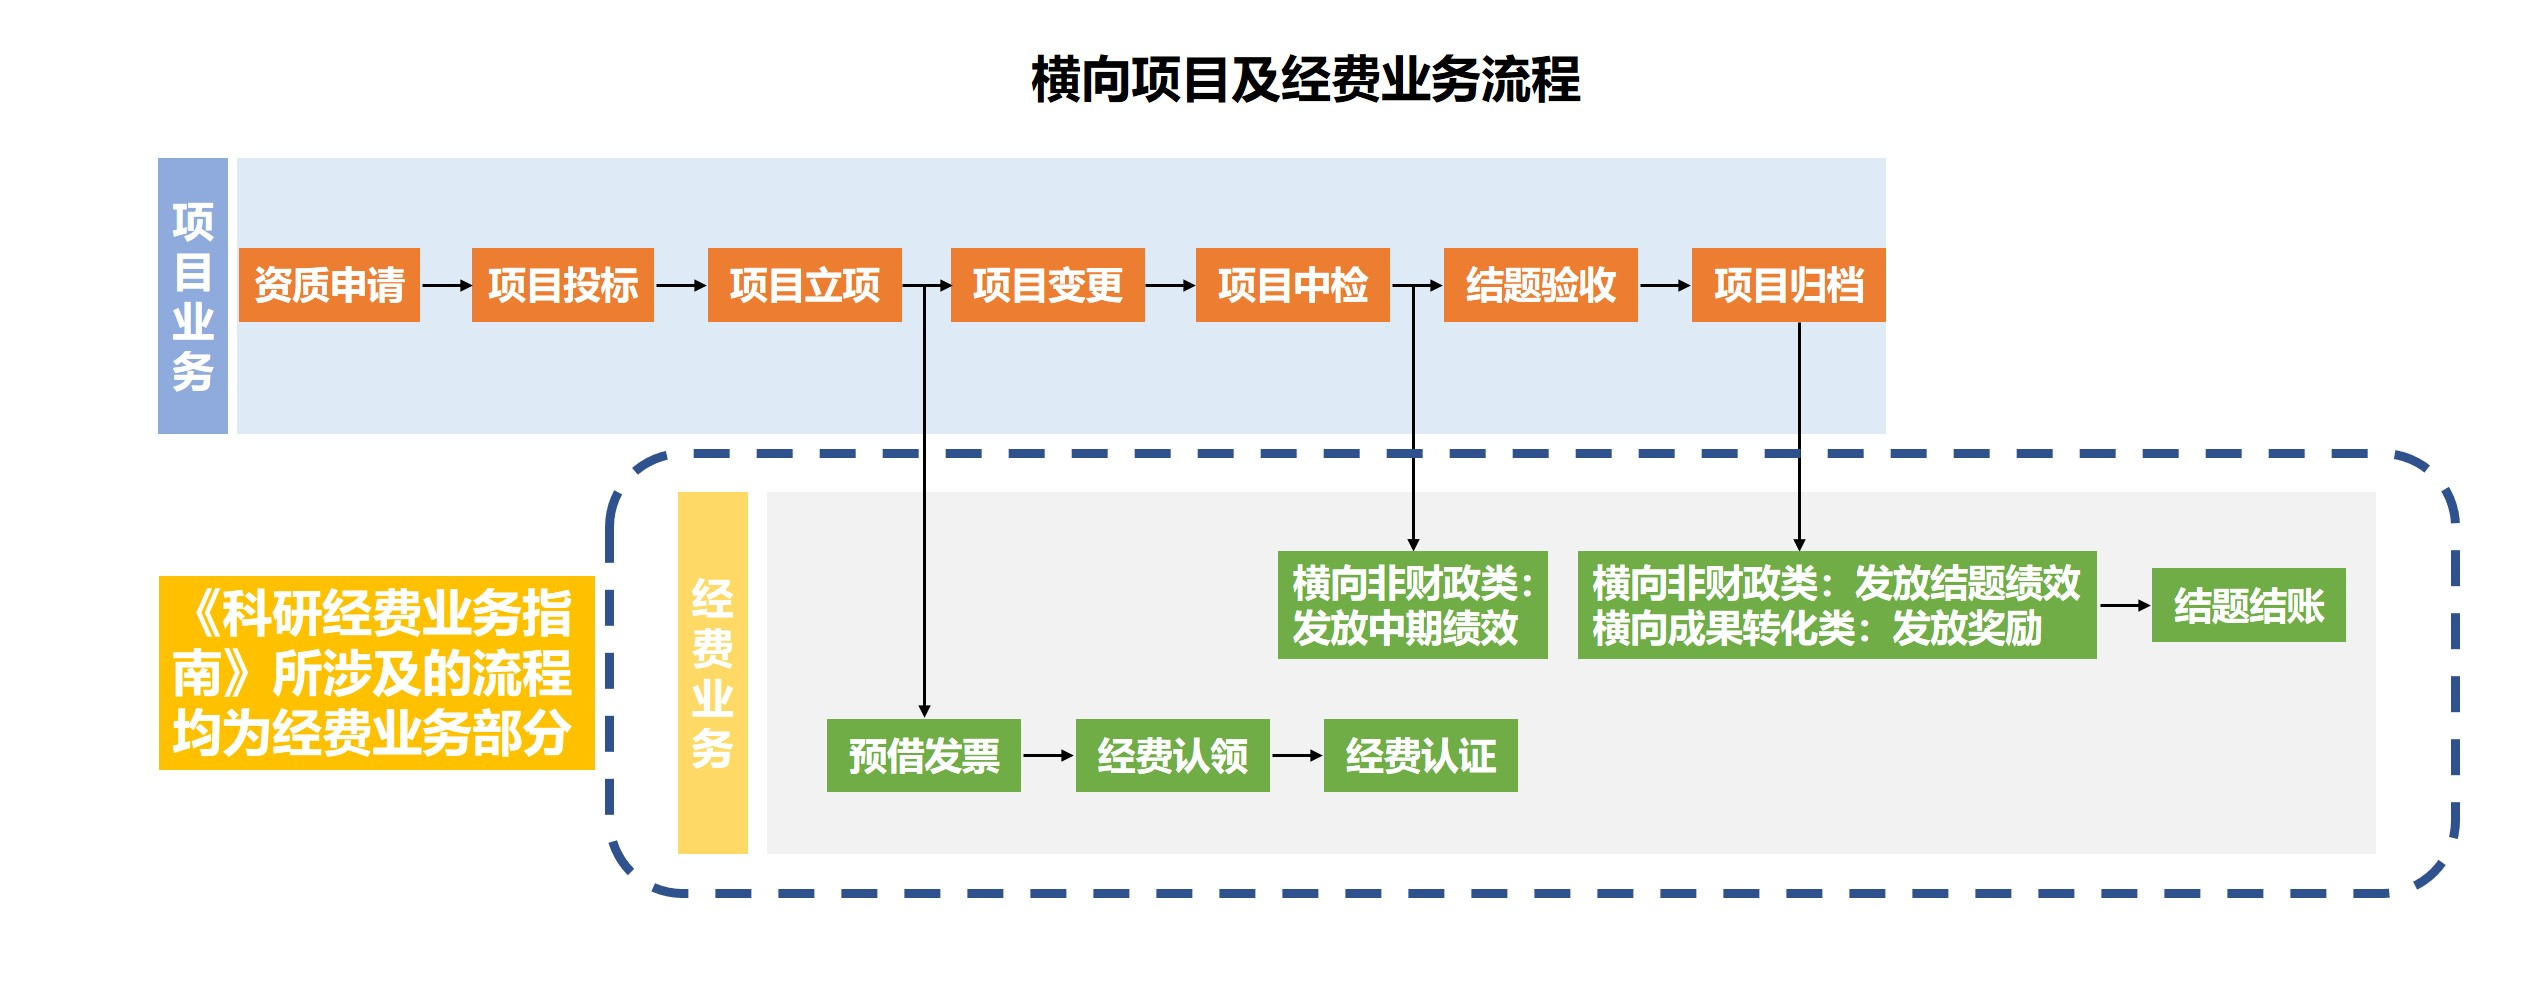 横向项目及经费业务流程
项目业务
资质申请
项目投标
项目立项
项目变更
项目中检
结题验收
项目归档
《科研经费业务指
南》所涉及的流程
均为经费业务部分
经费业务
横向非财政类：
发放中期绩效
横向非财政类：发放结题绩效
横向成果转化类：发放奖励
结题结账
预借发票
经费认领
经费认证